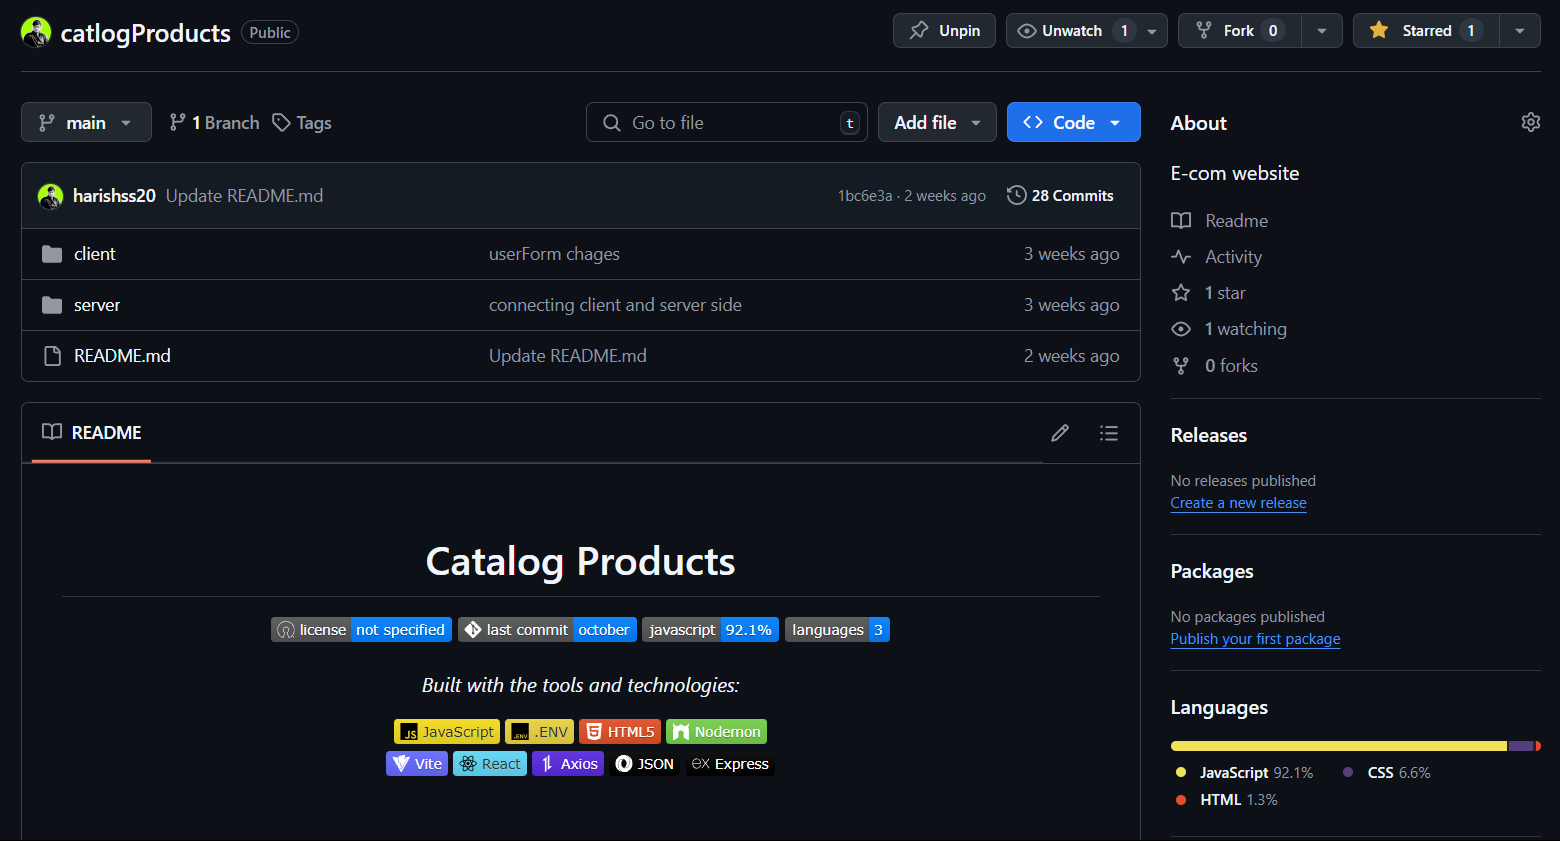 catlogProducts Public
Unpin
Unwatch 1
Fork 0
Starred 1
main
1 Branch
Tags
Go to file t
Add file
Code
harishss20 Update README.md 1bc6e3a · 2 weeks ago 28 Commits
client userForm chages 3 weeks ago
server connecting client and server side 3 weeks ago
README.md Update README.md 2 weeks ago
README
Catalog Products
license not specified last commit october javascript 92.1% languages 3
Built with the tools and technologies:
JS JavaScript .ENV .ENV 5 HTML5 Nodemon
Vite React Axios JSON EX Express
About
E-com website
Readme
Activity
1 star
1 watching
0 forks
Releases
No releases published
Create a new release
Packages
No packages published
Publish your first package
Languages
JavaScript 92.1% CSS 6.6%
HTML 1.3%